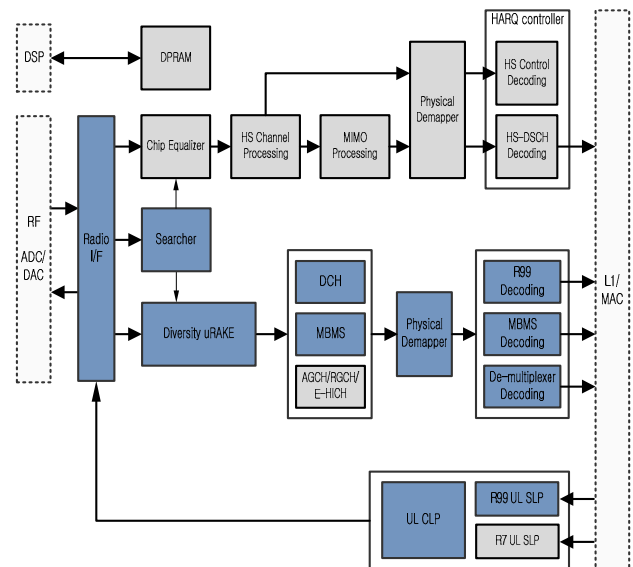 HARQ controller
DSP
DPRAM
HS Control
Decoding
Physical
Demapper
Chip Equalizer
HS Channel
Processing
MIMO
Processing
HS-DSCH
Decoding
RF
ADC/
DAC
Radio
I/F
Searcher
Diversity uRAKE
DCH
MBMS
AGCH/RGCH/
E-HICH
Physical
Demapper
R99
Decoding
MBMS
Decoding
De-multiplexer
Decoding
L1/
MAC
UL CLP
R99 UL SLP
R7 UL SLP